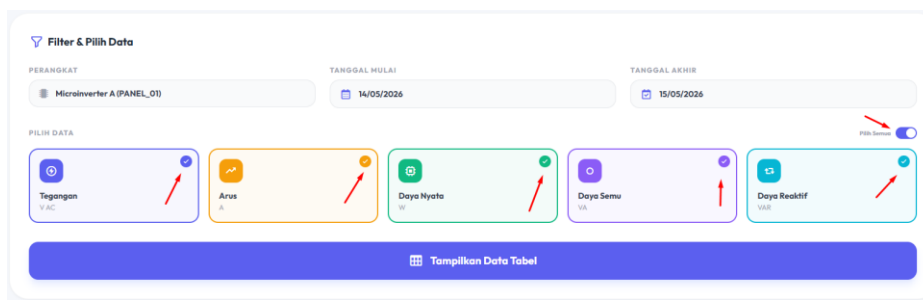 Filter & Pilih Data
PERANGKAT
TANGGAL MULAI
TANGGAL AKHIR
Microinverter A (PANEL_01)
14/05/2026
15/05/2026
PILIH DATA
Pilih Semua
Tegangan
V AC
Arus
A
Daya Nyata
W
Daya Semu
VA
Daya Reaktif
VAR
Tampilkan Data Tabel